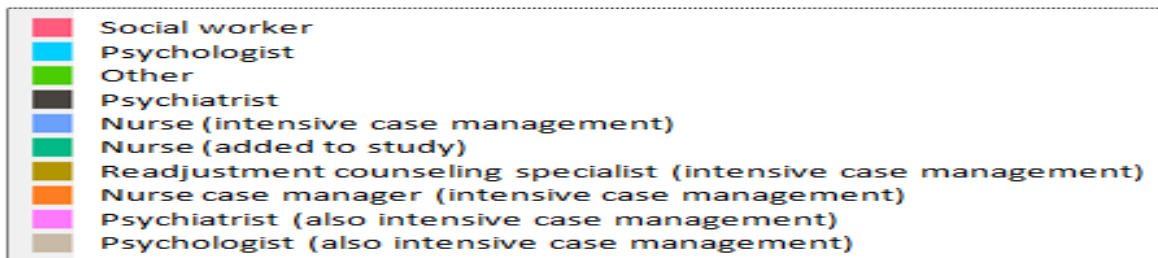 Social worker
Psychologist
Other
Psychiatrist
Nurse (intensive case management)
Nurse (added to study)
Readjustment counseling specialist (intensive case management)
Nurse case manager (intensive case management)
Psychiatrist (also intensive case management)
Psychologist (also intensive case management)